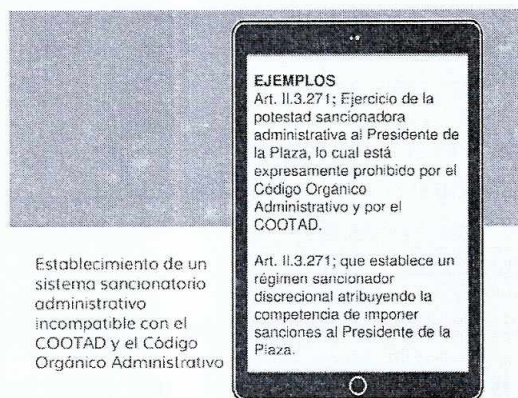 EJEMPLOS
Art. II.3.271; Ejercicio de la
potestad sancionadora
administrativa al Presidente de
la Plaza, lo cual está
expresamente prohibido por el
Código Orgánico
Administrativo y por el
COOTAD.
Art. II.3.271; que establece un
régimen sancionador
discrecional atribuyendo la
competencia de imponer
sanciones al Presidente de la
Plaza.
Establecimiento de un
sistema sancionatorio
administrativo
incompatible con el
COOTAD y el Código
Orgánico Administrativo